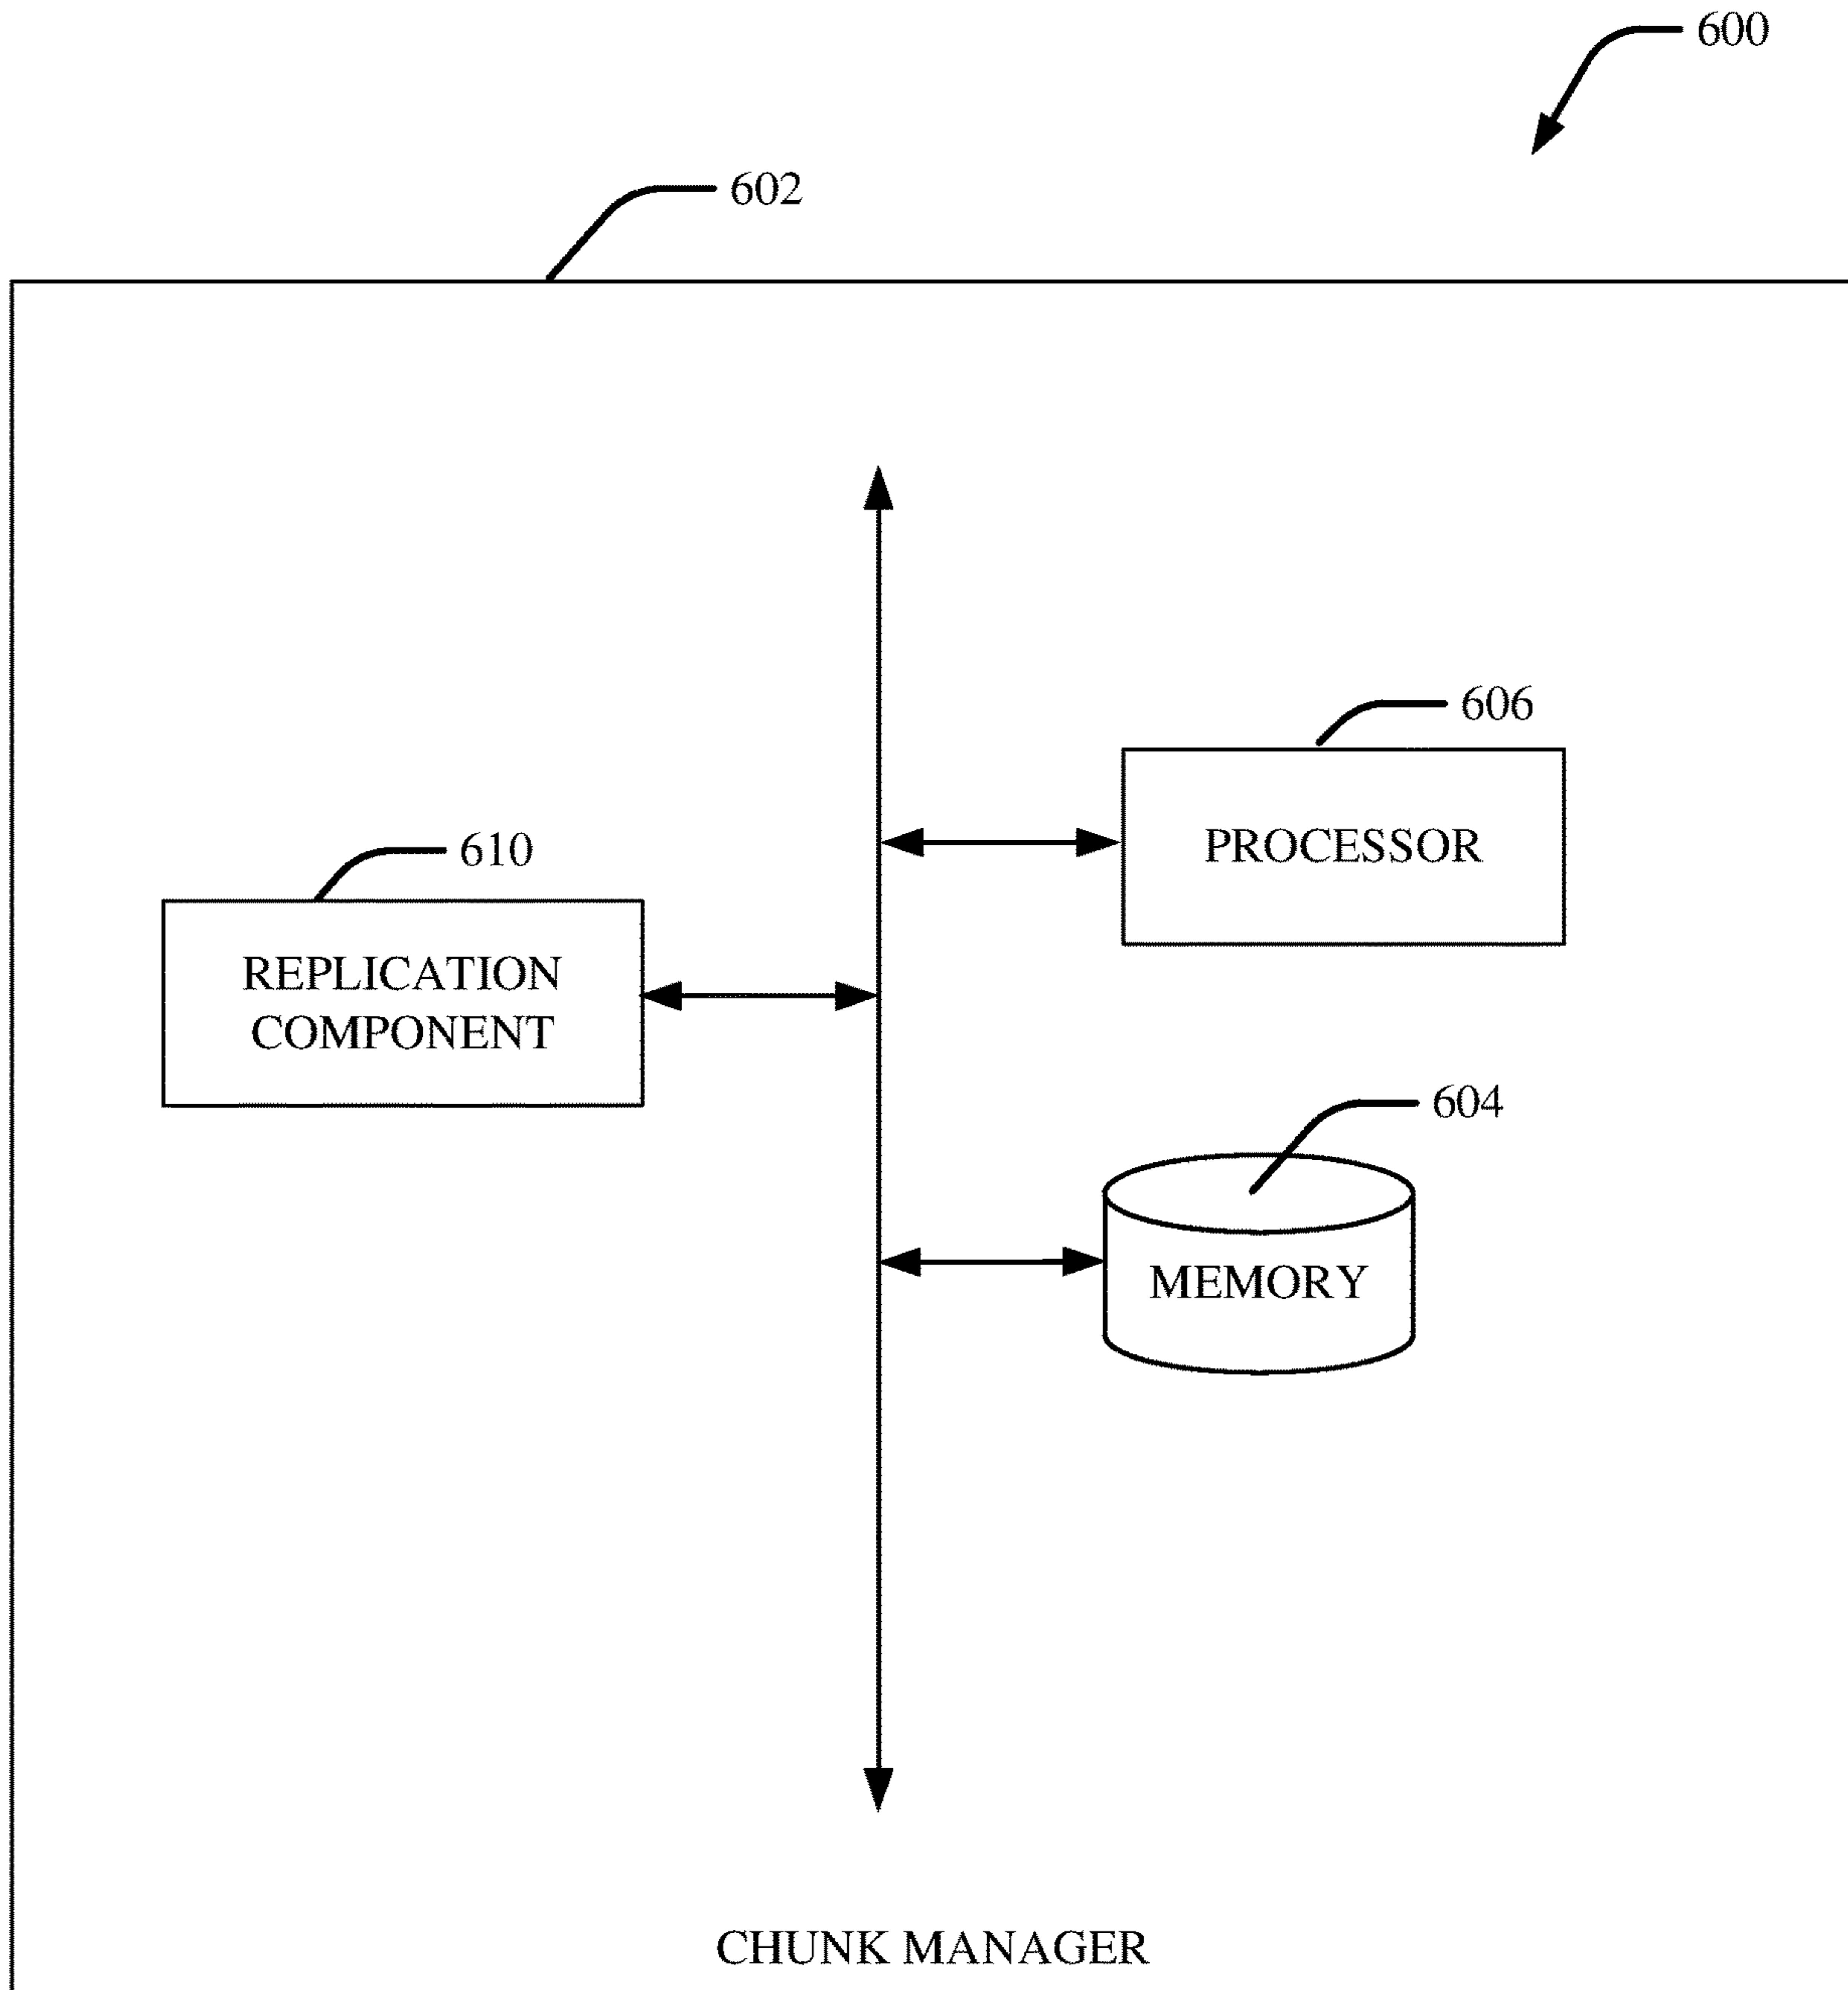 600
602
606
PROCESSOR
610
REPLICATION
COMPONENT
604
MEMORY
CHUNK MANAGER